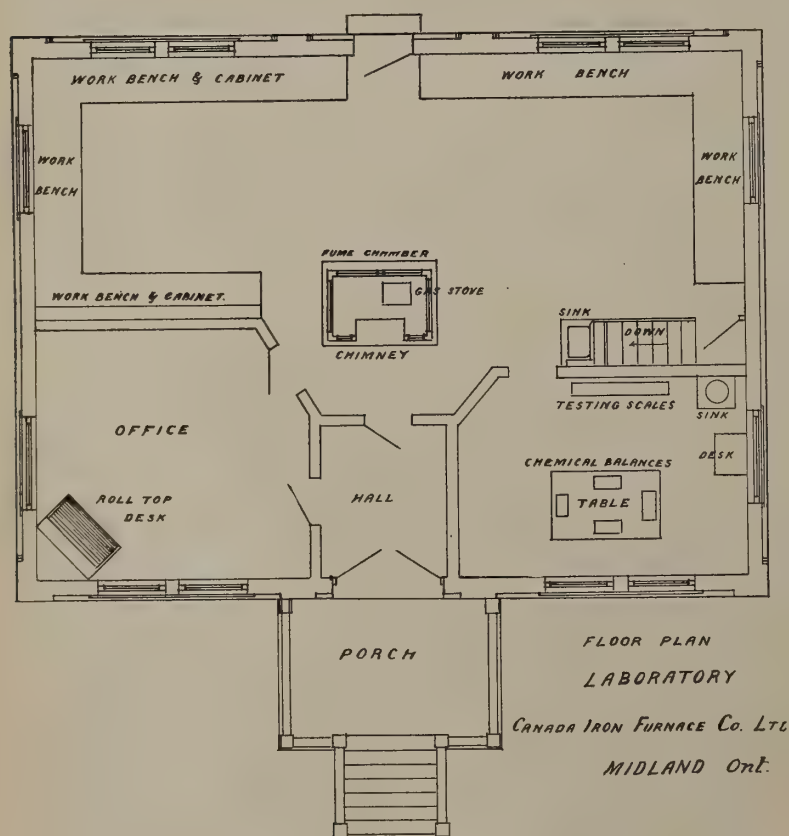 WORK BENCH & CABINET
WORK BENCH
WORK
BENCH
WORK
BENCH
FUME CHAMBER
GAS STOVE
WORK BENCH & CABINET.
SINK
DOWN
CHIMNEY
TESTING SCALES
SINK
OFFICE
CHEMICAL BALANCES
DESK
ROLL TOP
DESK
HALL
TABLE
PORCH
FLOOR PLAN
LABORATORY
CANADA IRON FURNACE CO. LTD
MIDLAND Ont.